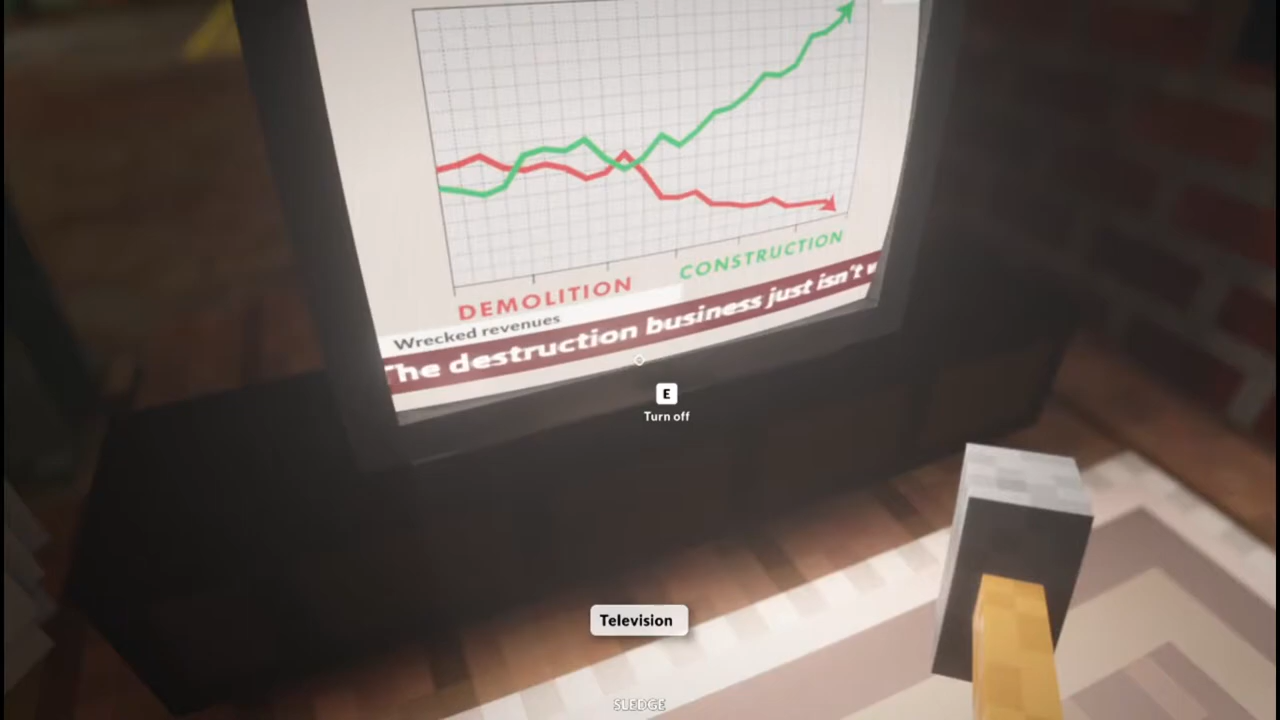 DEMOLITION
CONSTRUCTION
Wrecked revenues
The destruction business just isn't
E
Turn off
Television
SLEDGE